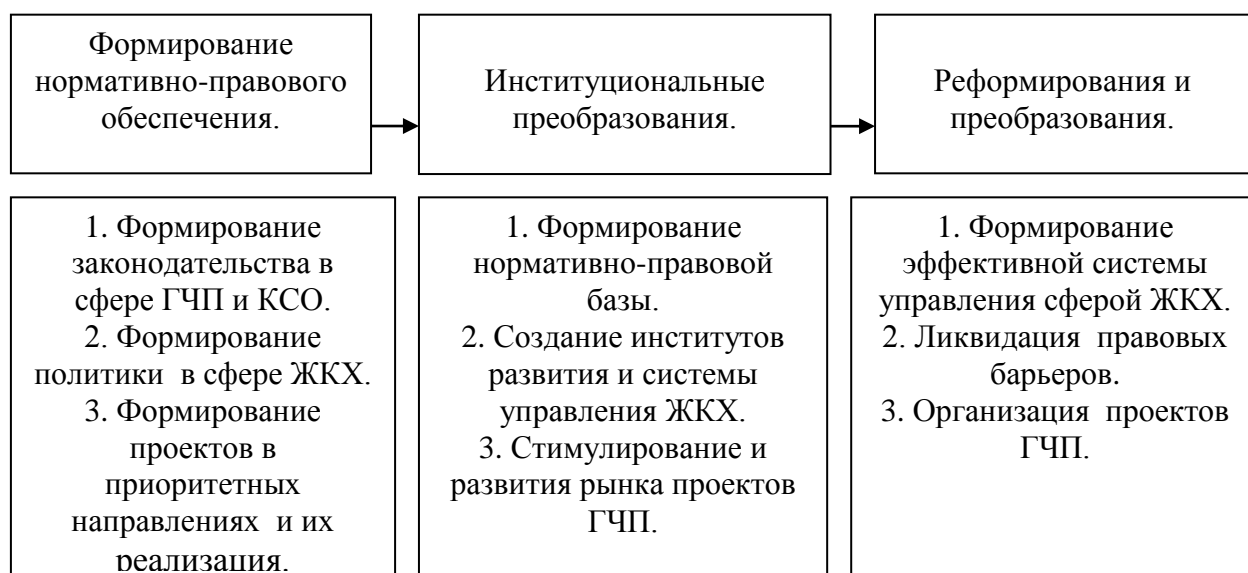 Формирование
нормативно-правового
обеспечения.
Институциональные
преобразования.
Реформирования и
преобразования.
1. Формирование
законодательства в
сфере ГЧП и КСО.
2. Формирование
политики в сфере ЖКХ.
3. Формирование
проектов в
приоритетных
направлениях и их
реализация.
1. Формирование
нормативно-правовой
базы.
2. Создание институтов
развития и системы
управления ЖКХ.
3. Стимулирование и
развития рынка проектов
ГЧП.
1. Формирование
эффективной системы
управления сферой ЖКХ.
2. Ликвидация правовых
барьеров.
3. Организация проектов
ГЧП.